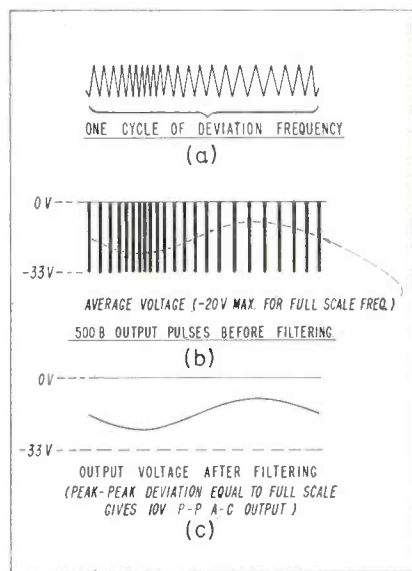 ONE CYCLE OF DEVIATION FREQUENCY
(a)
0V
-33V
AVERAGE VOLTAGE (-20V MAX. FOR FULL SCALE FREQ.)
500B OUTPUT PULSES BEFORE FILTERING
(b)
0V
-33V
OUTPUT VOLTAGE AFTER FILTERING
(PEAK-PEAK DEVIATION EQUAL TO FULL SCALE
GIVES 10V P-P A-C OUTPUT)
(c)